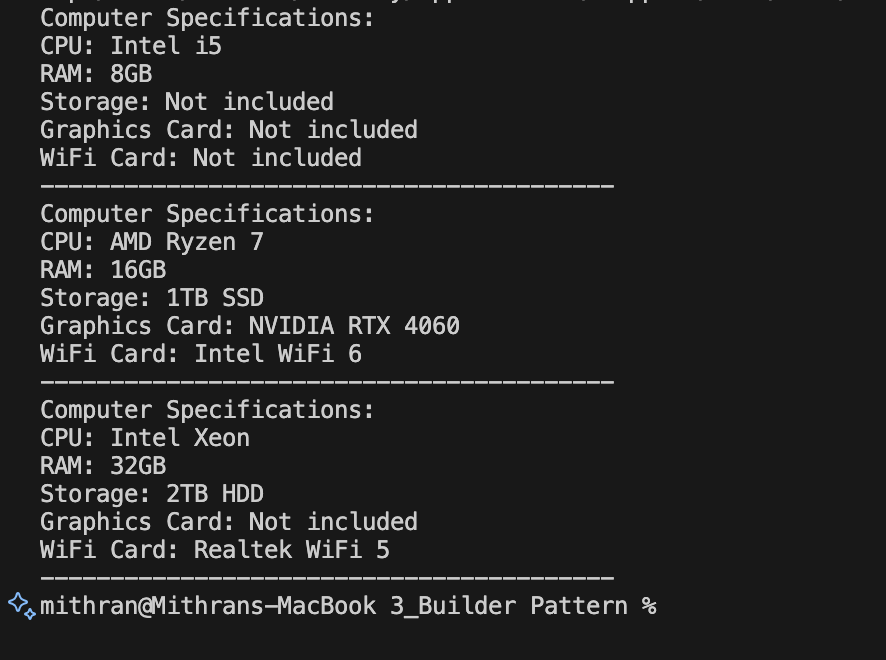 Computer Specifications:
CPU: Intel i5
RAM: 8GB
Storage: Not included
Graphics Card: Not included
WiFi Card: Not included
-----------------------------------------
Computer Specifications:
CPU: AMD Ryzen 7
RAM: 16GB
Storage: 1TB SSD
Graphics Card: NVIDIA RTX 4060
WiFi Card: Intel WiFi 6
-----------------------------------------
Computer Specifications:
CPU: Intel Xeon
RAM: 32GB
Storage: 2TB HDD
Graphics Card: Not included
WiFi Card: Realtek WiFi 5
-----------------------------------------
mithran@Mithrans-MacBook 3_Builder Pattern %